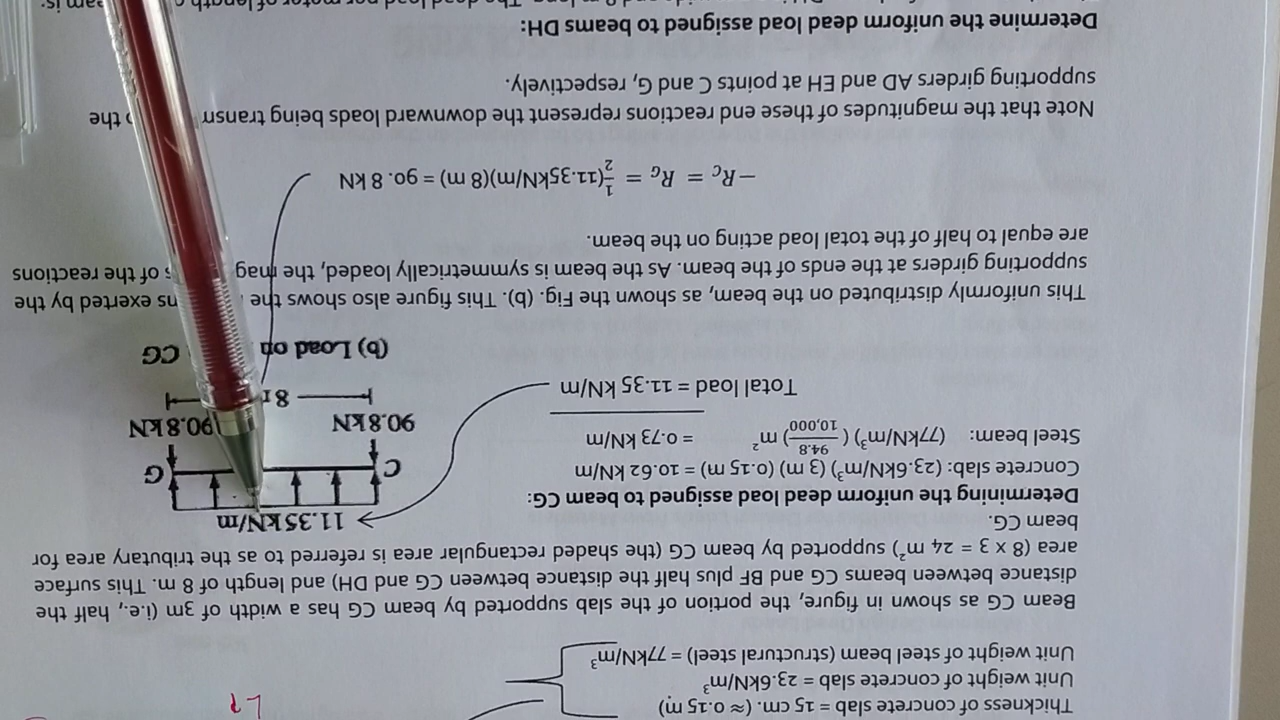 Thickness of concrete slab = 15 cm. (≈ 0.15 m)
Unit weight of concrete slab = 23.6kN/m³
Unit weight of steel beam (structural steel) = 77kN/m³
Beam CG as shown in figure, the portion of the slab supported by beam CG has a width of 3m (i.e., half the
distance between beams CG and BF plus half the distance between CG and DH) and length of 8 m. This surface
area (8 x 3 = 24 m²) supported by beam CG (the shaded rectangular area is referred to as the tributary area for
beam CG.
Determining the uniform dead load assigned to beam CG:
Concrete slab: (23.6kN/m³) (3 m) (0.15 m) = 10.62 kN/m
Steel beam: (77kN/m³) (94.8/10,000) m² = 0.73 kN/m
Total load = 11.35 kN/m
11.35 kN/m
C G
90.8 kN 90.8 kN
8
(b) Load on CG
This uniformly distributed on the beam, as shown the Fig. (b). This figure also shows the ns exerted by the
supporting girders at the ends of the beam. As the beam is symmetrically loaded, the mag s of the reactions
are equal to half of the total load acting on the beam.
– R_C = R_G = 1/2 (11.35kN/m)(8 m) = 90. 8 kN
Note that the magnitudes of these end reactions represent the downward loads being transm the
supporting girders AD and EH at points C and G, respectively.
Determine the uniform dead load assigned to beams DH: